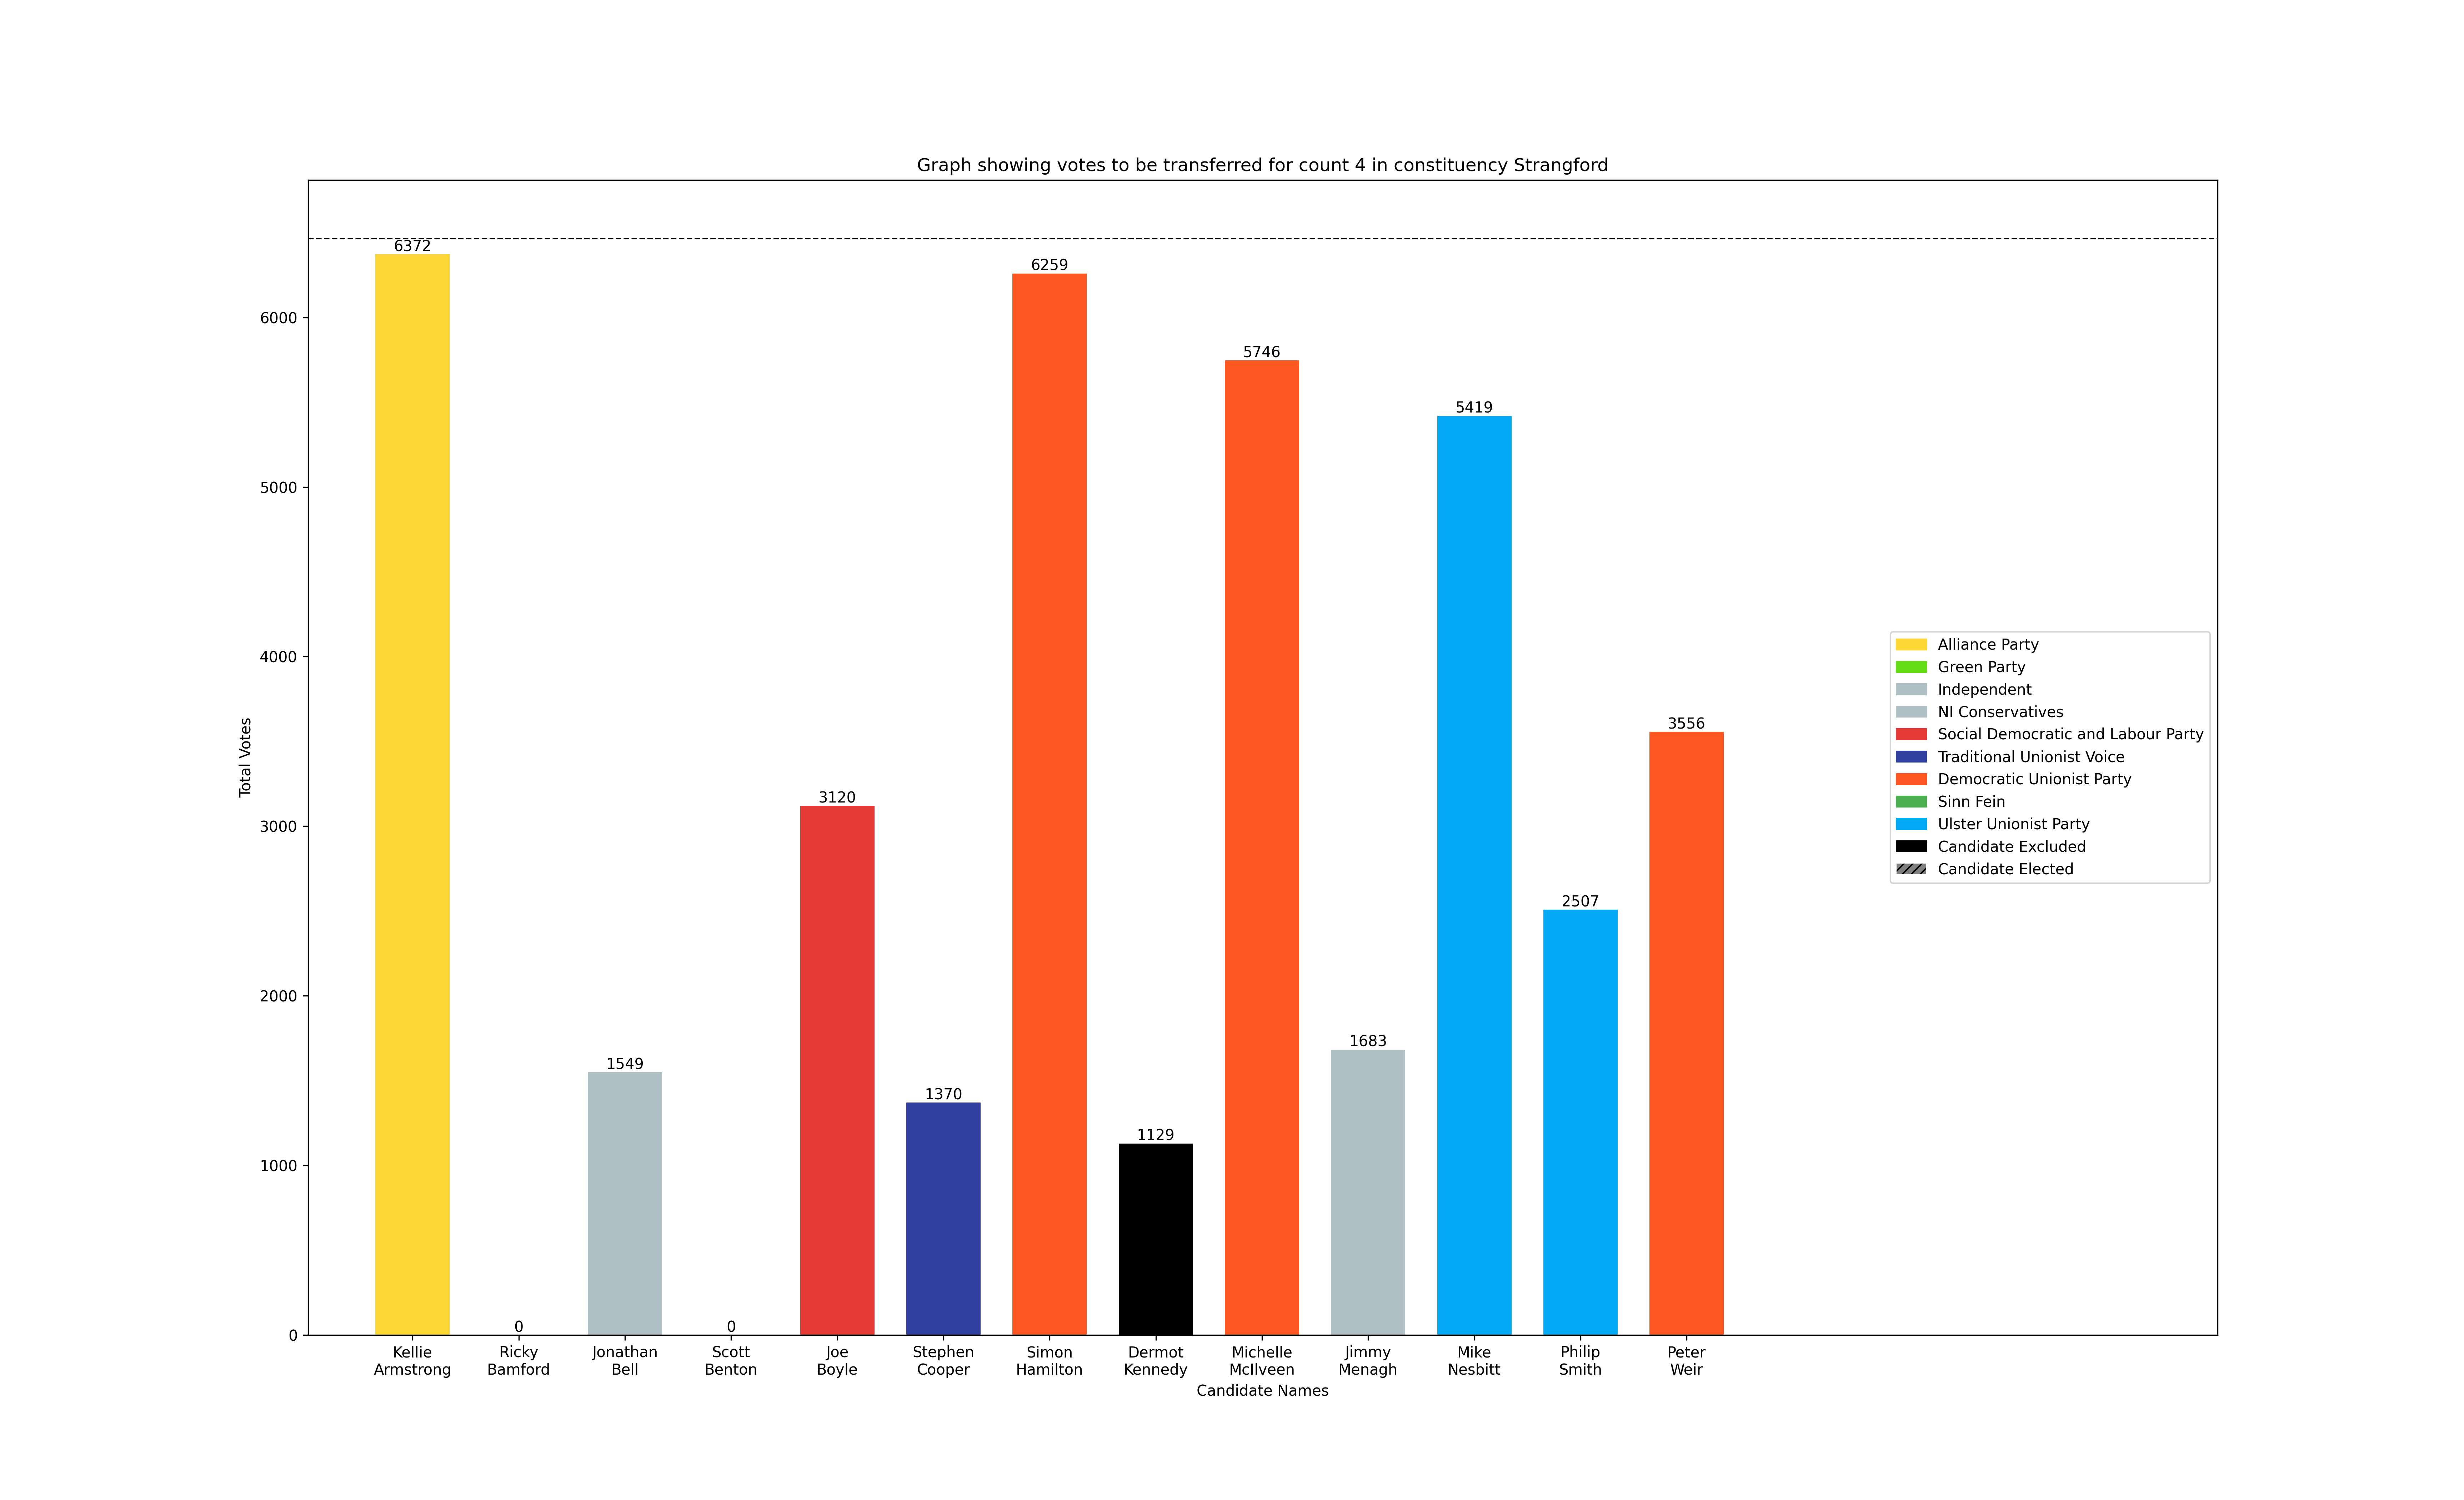 Graph showing votes to be transferred for count 4 in constituency Strangford
Total Votes
6000
5000
4000
3000
2000
1000
0
6372
0
1549
0
3120
1370
6259
1129
5746
1683
5419
2507
3556
Kellie
Armstrong
Ricky
Bamford
Jonathan
Bell
Scott
Benton
Joe
Boyle
Stephen
Cooper
Simon
Hamilton
Dermot
Kennedy
Michelle
McIlveen
Jimmy
Menagh
Mike
Nesbitt
Philip
Smith
Peter
Weir
Candidate Names
Alliance Party
Green Party
Independent
NI Conservatives
Social Democratic and Labour Party
Traditional Unionist Voice
Democratic Unionist Party
Sinn Fein
Ulster Unionist Party
Candidate Excluded
Candidate Elected